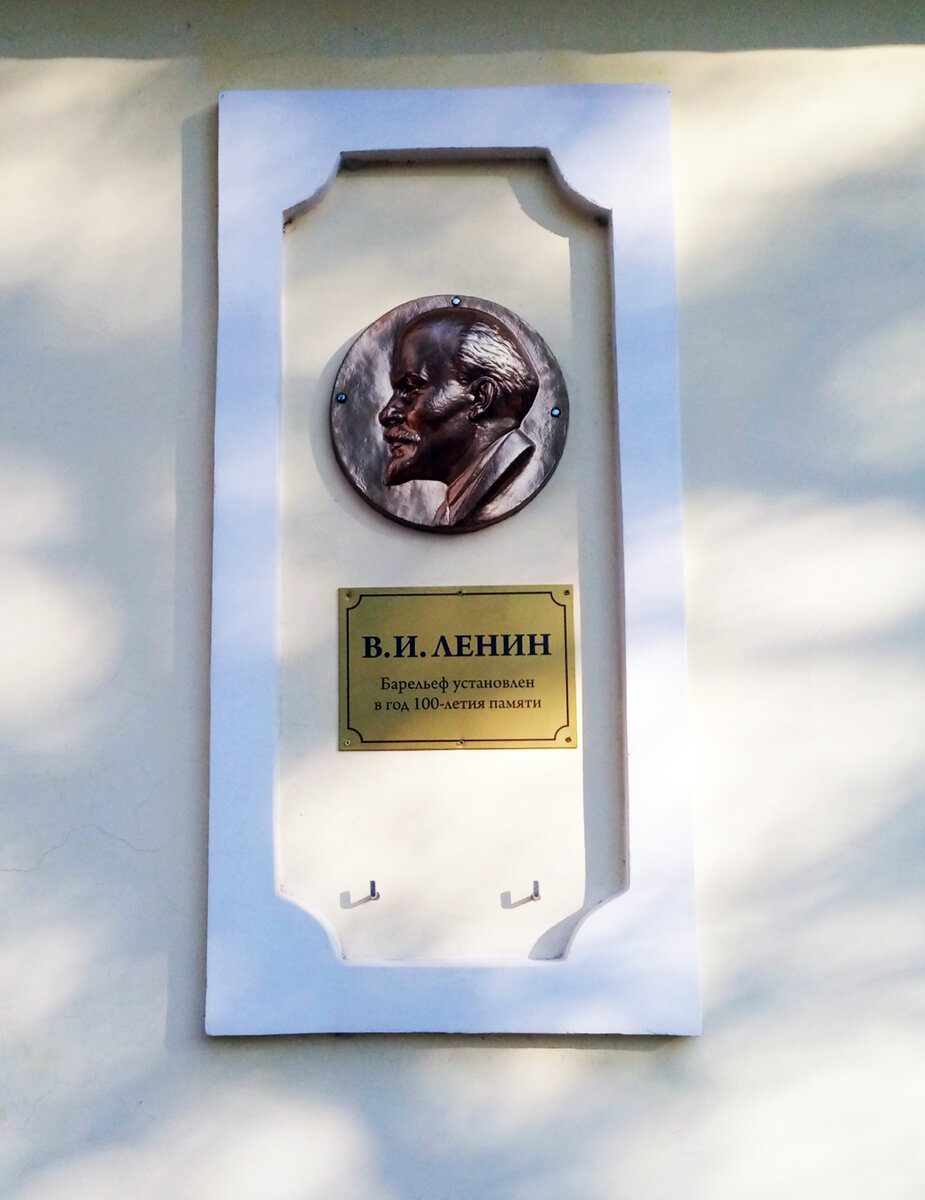 В.И. ЛЕНИН
Барельеф установлен
в год 100-летия памяти